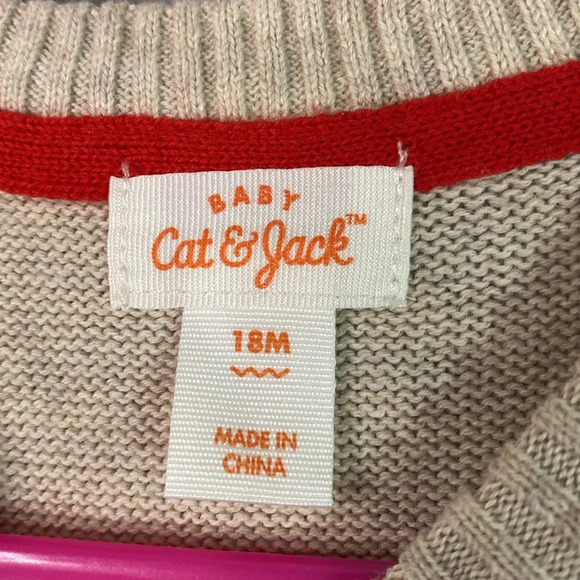 BABY
Cat & Jack™
18M
MADE IN
CHINA